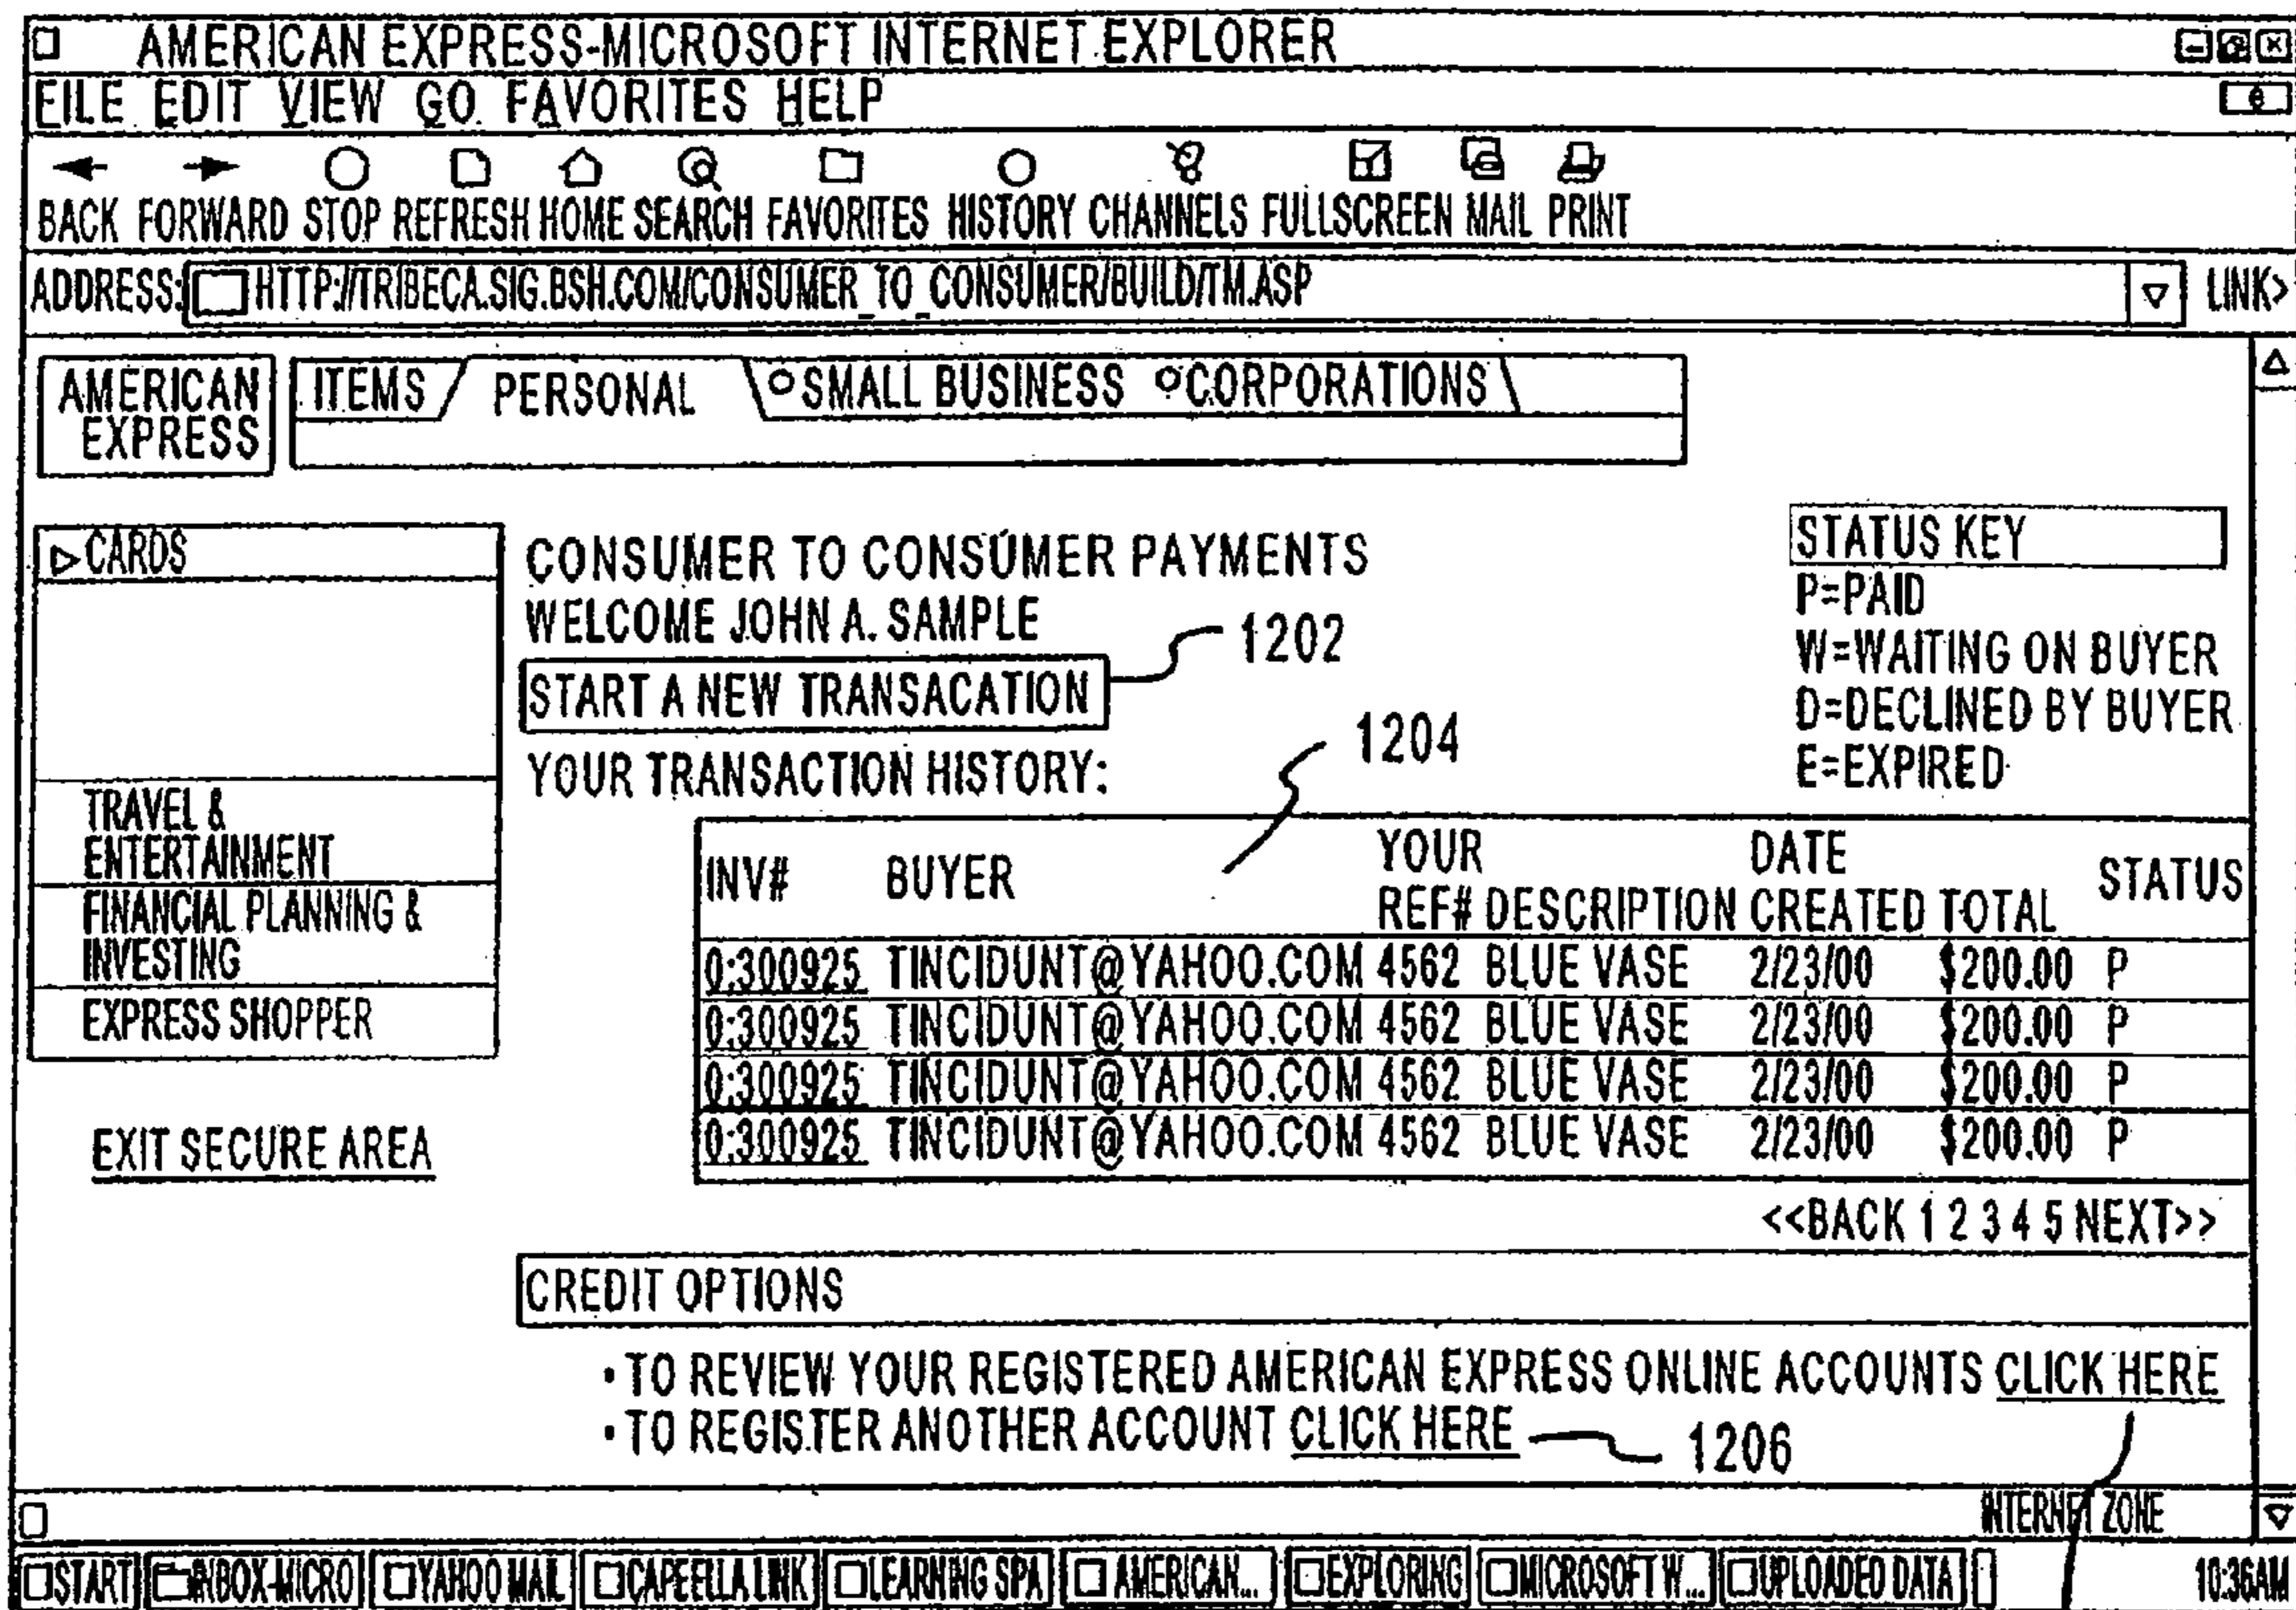 AMERICAN EXPRESS-MICROSOFT INTERNET EXPLORER
FILE EDIT VIEW GO FAVORITES HELP
BACK FORWARD STOP REFRESH HOME SEARCH FAVORITES HISTORY CHANNELS FULLSCREEN MAIL PRINT
ADDRESS: HTTP://TRIBECA.SIG.BSH.COM/CONSUMER_TO_CONSUMER/BUILD/TM.ASP LINK>
AMERICAN EXPRESS
ITEMS PERSONAL SMALL BUSINESS CORPORATIONS
CARDS
TRAVEL &
ENTERTAINMENT
FINANCIAL PLANNING &
INVESTING
EXPRESS SHOPPER
EXIT SECURE AREA
CONSUMER TO CONSUMER PAYMENTS
WELCOME JOHN A. SAMPLE
START A NEW TRANSACATION
1202
YOUR TRANSACTION HISTORY:
1204
STATUS KEY
P=PAID
W=WAITING ON BUYER
D=DECLINED BY BUYER
E=EXPIRED
INV# BUYER YOUR REF# DESCRIPTION DATE CREATED TOTAL STATUS
0:300925 TINCIDUNT@YAHOO.COM 4562 BLUE VASE 2/23/00 $200.00 P
0:300925 TINCIDUNT@YAHOO.COM 4562 BLUE VASE 2/23/00 $200.00 P
0:300925 TINCIDUNT@YAHOO.COM 4562 BLUE VASE 2/23/00 $200.00 P
0:300925 TINCIDUNT@YAHOO.COM 4562 BLUE VASE 2/23/00 $200.00 P
<<BACK 1 2 3 4 5 NEXT>>
CREDIT OPTIONS
• TO REVIEW YOUR REGISTERED AMERICAN EXPRESS ONLINE ACCOUNTS CLICK HERE
• TO REGISTER ANOTHER ACCOUNT CLICK HERE 1206
INTERNET ZONE
START INBOX-MICRO YAHOO MAIL CAPEELLA LINK LEARNING SPA AMERICAN... EXPLORING MICROSOFT W... UPLOADED DATA 10:36AM